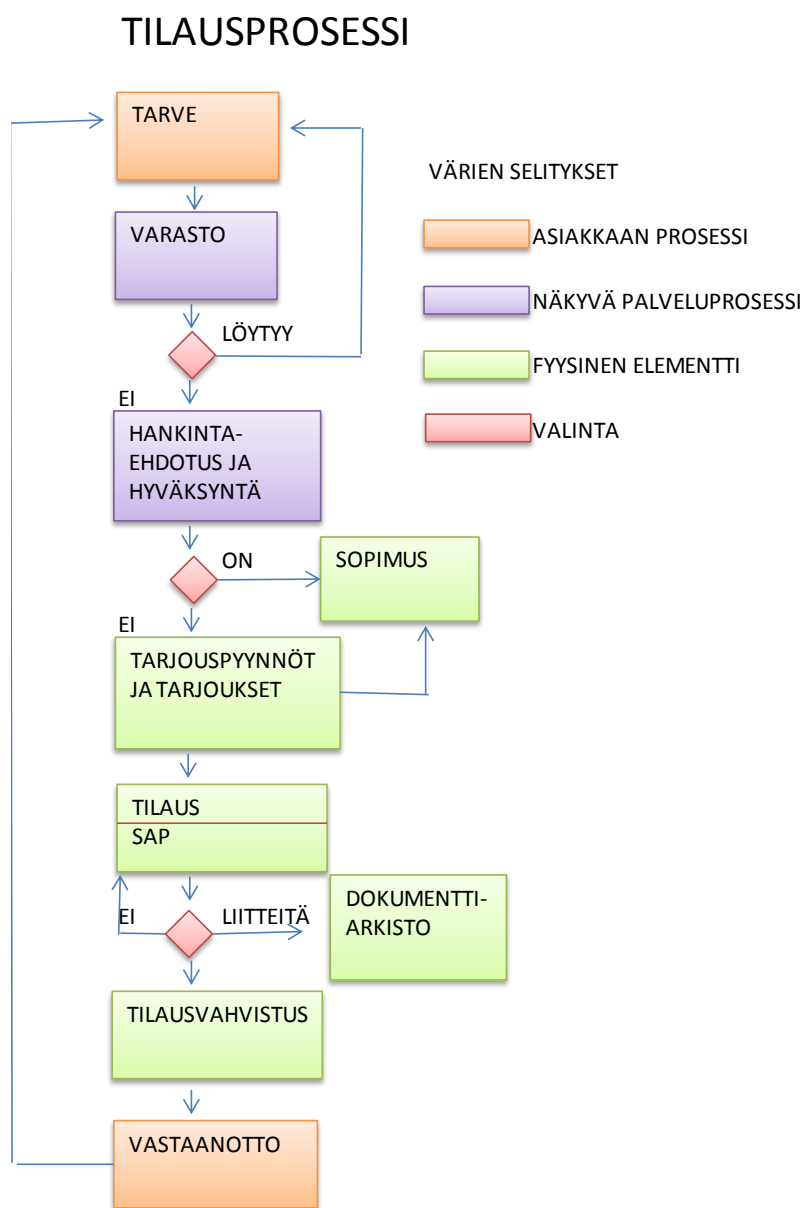 TILAUSPROSESSI
TARVE
VÄRIEN SELITYKSET
VARASTO
ASIAKKAAN PROSESSI
NÄKYVÄ PALVELUPROSESSI
LÖYTYY
FYYSINEN ELEMENTTI
EI
VALINTA
HANKINTA-
EHDOTUS JA
HYVÄKSYNTÄ
ON
SOPIMUS
EI
TARJOUSPYYNNÖT
JA TARJOUKSET
TILAUS
SAP
EI
LIITTEITÄ
DOKUMENTTI-
ARKISTO
TILAUSVAHVISTUS
VASTAANOTTO